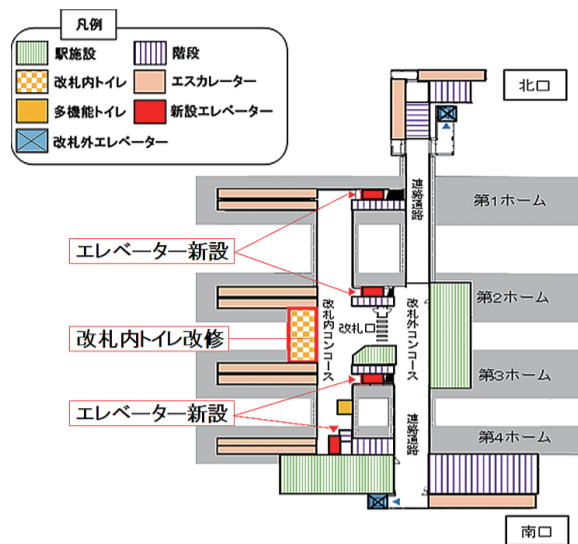 凡例
駅施設
階段
改札内トイレ
エスカレーター
多機能トイレ
新設エレベーター
改札外エレベーター
北口
連絡通路
第1ホーム
エレベーター新設
第2ホーム
改札内コンコース
改札口
改札外コンコース
改札内トイレ改修
第3ホーム
エレベーター新設
連絡通路
第4ホーム
南口